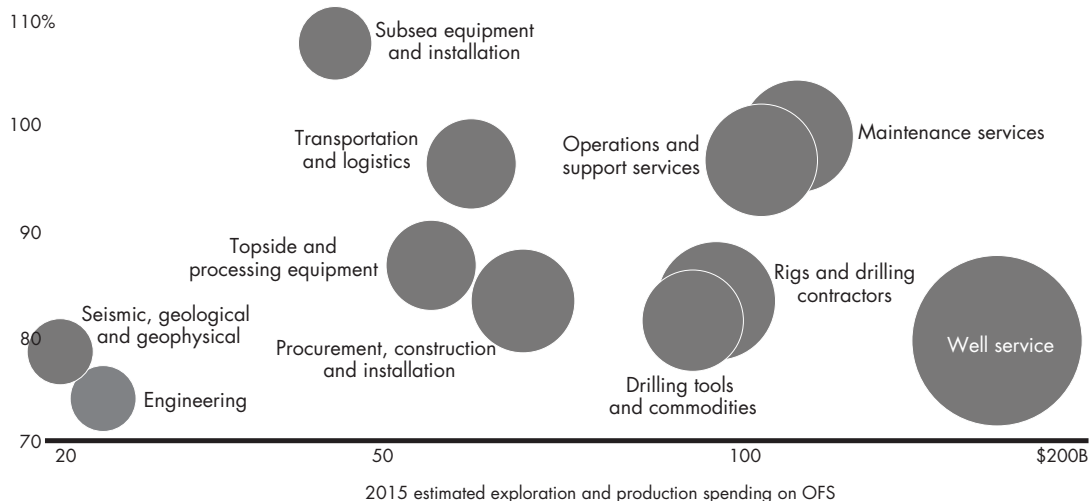 110%
Subsea equipment
and installation
100
Transportation
and logistics
Operations and
support services
Maintenance services
90
Topside and
processing equipment
Rigs and drilling
contractors
Seismic, geological
and geophysical
80
Procurement, construction
and installation
Well service
Drilling tools
and commodities
Engineering
70
20
50
100
$200B
2015 estimated exploration and production spending on OFS